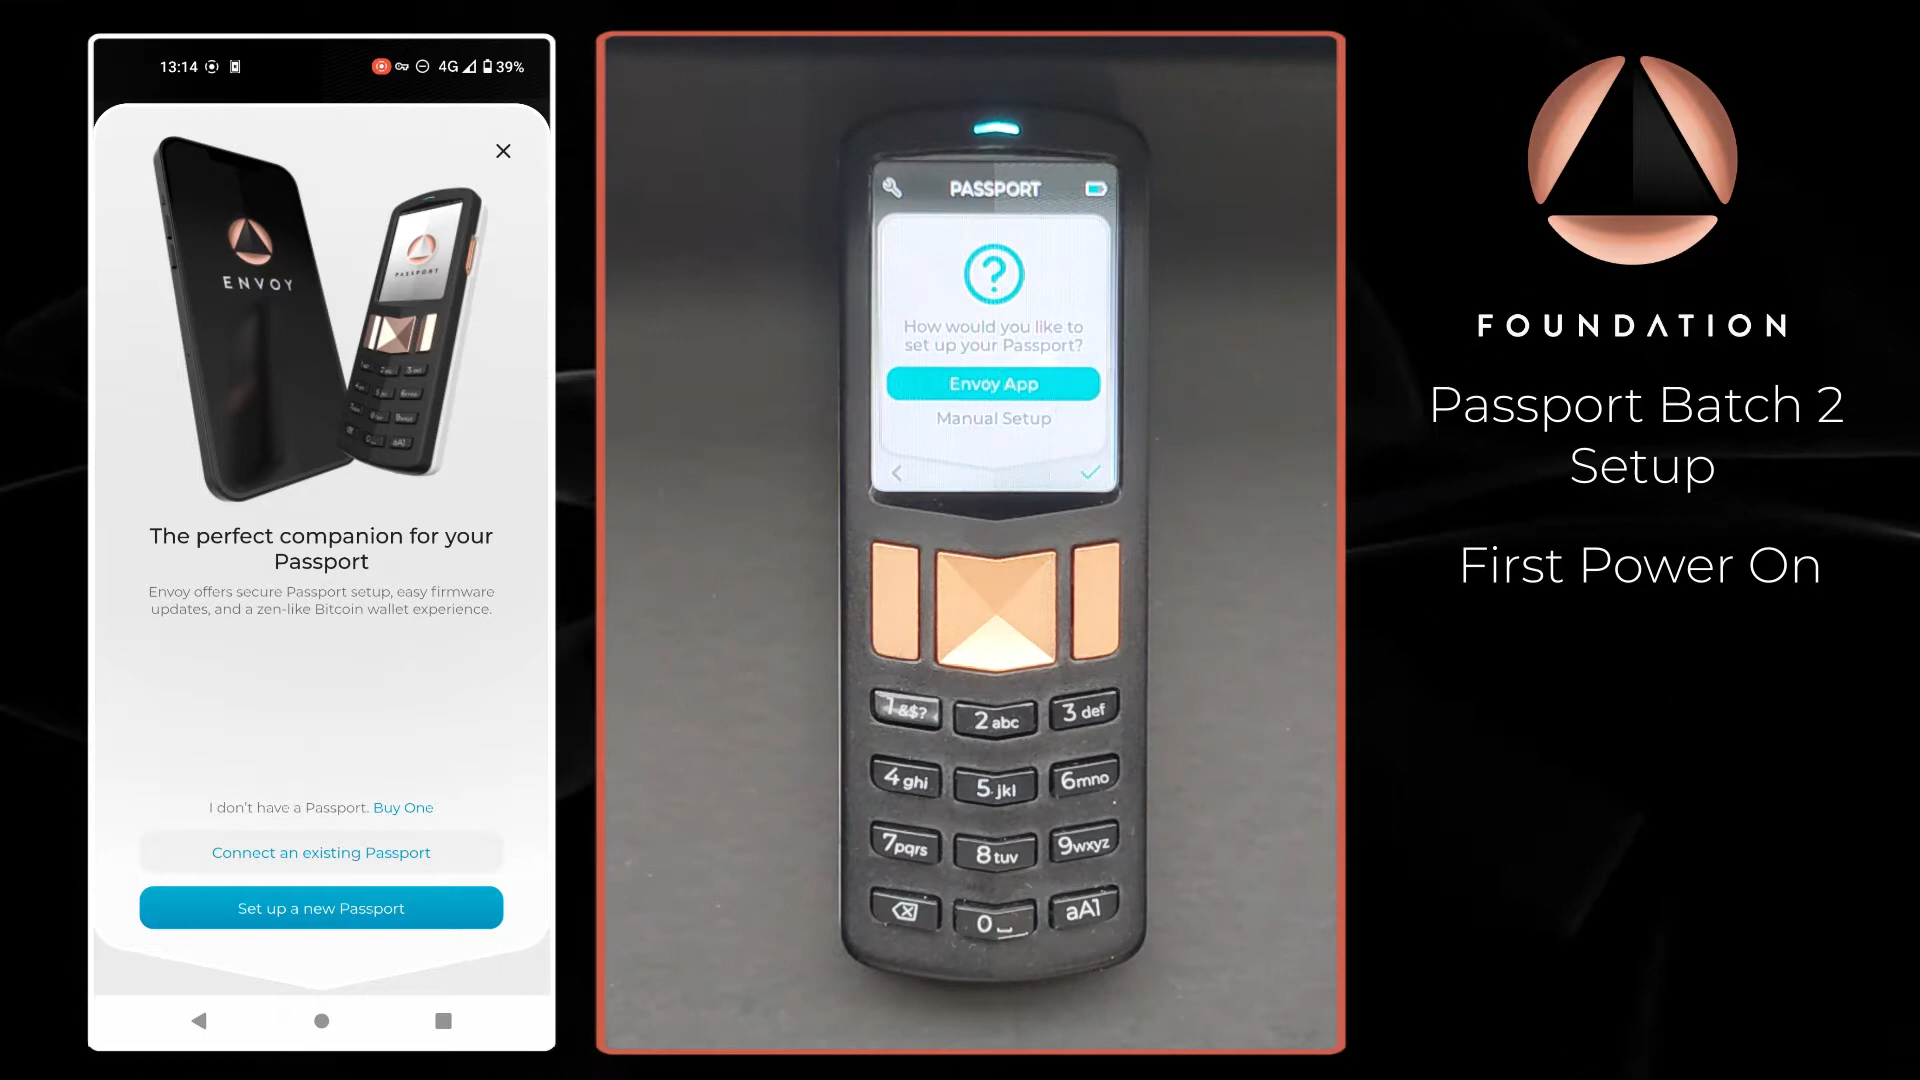 13:14
4G
39%
ENVOY
PASSPORT
The perfect companion for your
Passport
Envoy offers secure Passport setup, easy firmware
updates, and a zen-like Bitcoin wallet experience.
I don't have a Passport. Buy One
Connect an existing Passport
Set up a new Passport
PASSPORT
How would you like to
set up your Passport?
Envoy App
Manual Setup
1 &$?
2 abc
3 def
4 ghi
5 jkl
6 mno
7 pqrs
8 tuv
9 wxyz
0
aA1
FOUNDATION
Passport Batch 2
Setup
First Power On